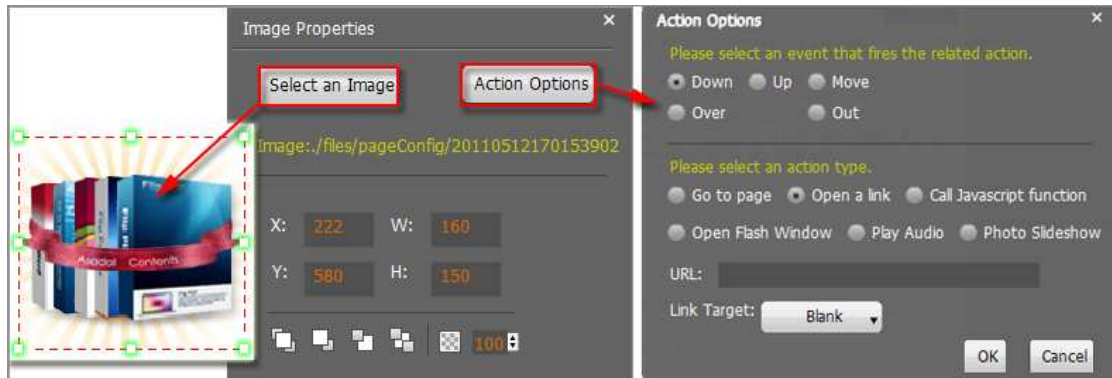 Image Properties
×
Select an Image
Action Options
Image:./files/pageConfig/20110512170153902
X: 222 W: 160
Y: 580 H: 150
100
Action Options
×
Please select an event that fires the related action.
Down Up Move
Over Out
Please select an action type.
Go to page Open a link Call Javascript function
Open Flash Window Play Audio Photo Slideshow
URL:
Link Target: Blank
OK Cancel